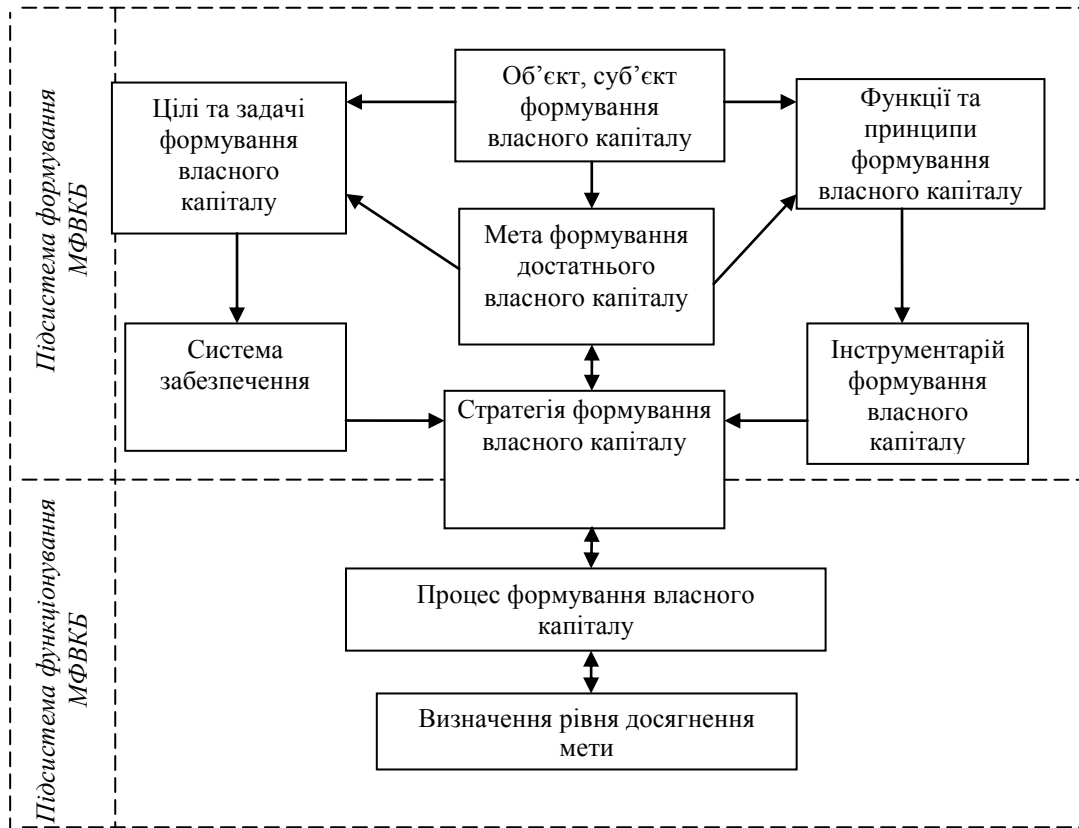 Підсистема формування
МФВКБ
Цілі та задачі
формування
власного
капіталу
Об’єкт, суб’єкт
формування
власного капіталу
Функції та
принципи
формування
власного капіталу
Мета формування
достатнього
власного капіталу
Система
забезпечення
Стратегія формування
власного капіталу
Інструментарій
формування
власного
капіталу
Підсистема функціонування
МФВКБ
Процес формування власного
капіталу
Визначення рівня досягнення
мети